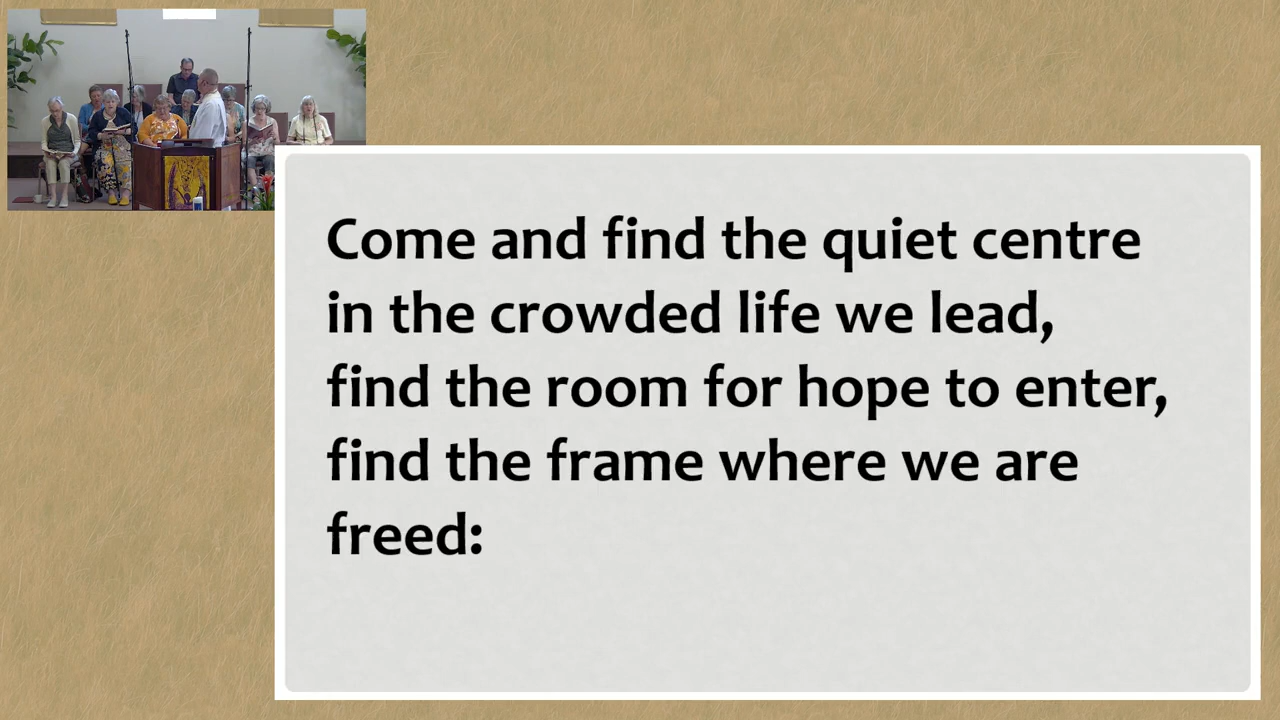 Come and find the quiet centre
in the crowded life we lead,
find the room for hope to enter,
find the frame where we are
freed: